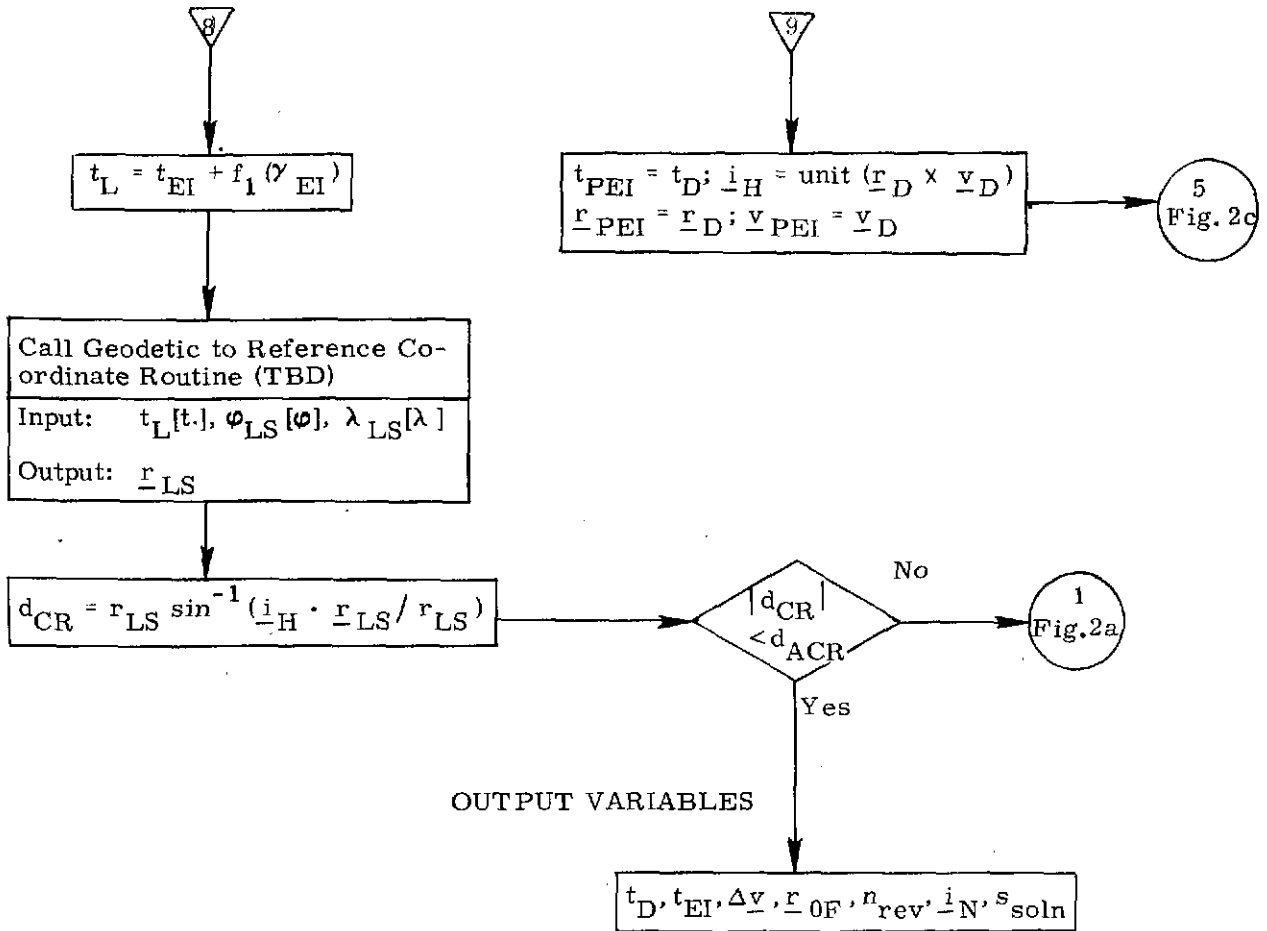 8
t_L = t_EI + f_1 (γ_EI)
Call Geodetic to Reference Co-
ordinate Routine (TBD)
Input: t_L[t.], φ_LS[φ], λ_LS[λ]
Output: r_LS
d_CR = r_LS sin^-1 (i_H · r_LS / r_LS)
9
t_PEI = t_D; i_H = unit (r_D × v_D)
r_PEI = r_D; v_PEI = v_D
5
Fig. 2c
|d_CR|
<d_ACR
No
1
Fig.2a
Yes
OUTPUT VARIABLES
t_D, t_EI, Δv, r_0F, n_rev, i_N, s_soln